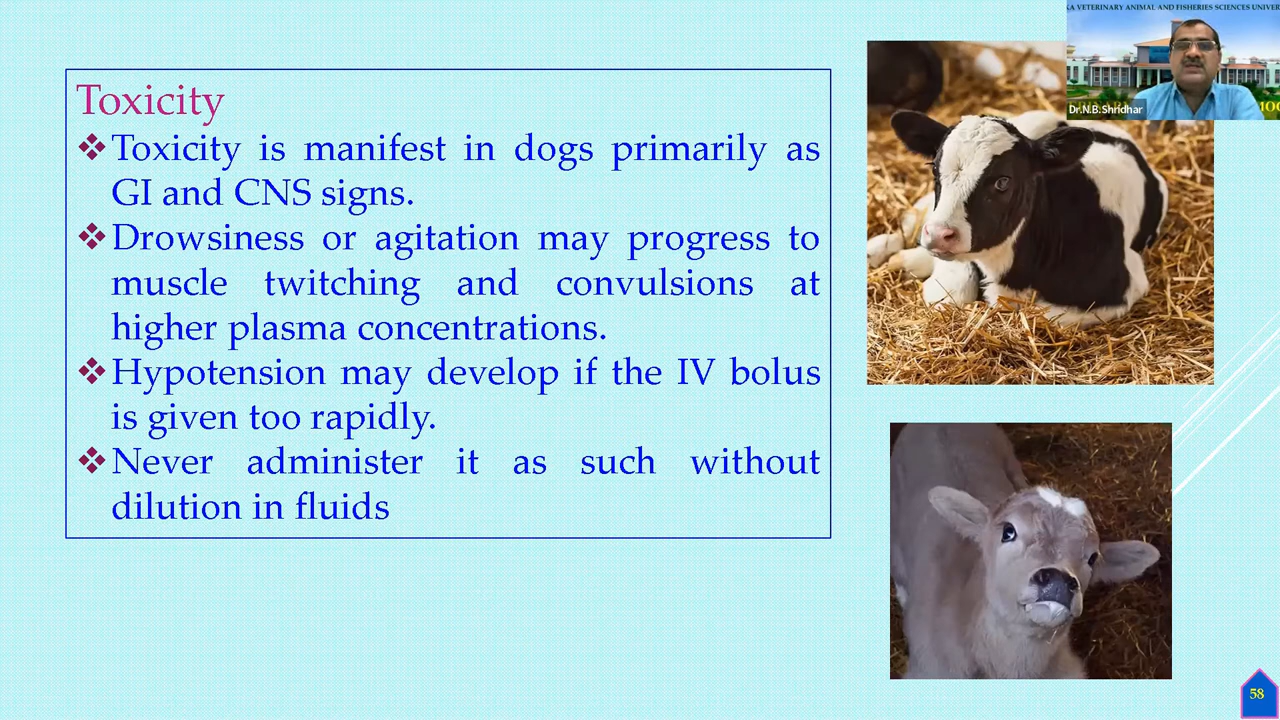 KA VETERINARY ANIMAL AND FISHERIES SCIENCES UNIVER
Dr.N.B.Shridhar
Toxicity
❖Toxicity is manifest in dogs primarily as
GI and CNS signs.
❖Drowsiness or agitation may progress to
muscle twitching and convulsions at
higher plasma concentrations.
❖Hypotension may develop if the IV bolus
is given too rapidly.
❖Never administer it as such without
dilution in fluids
58